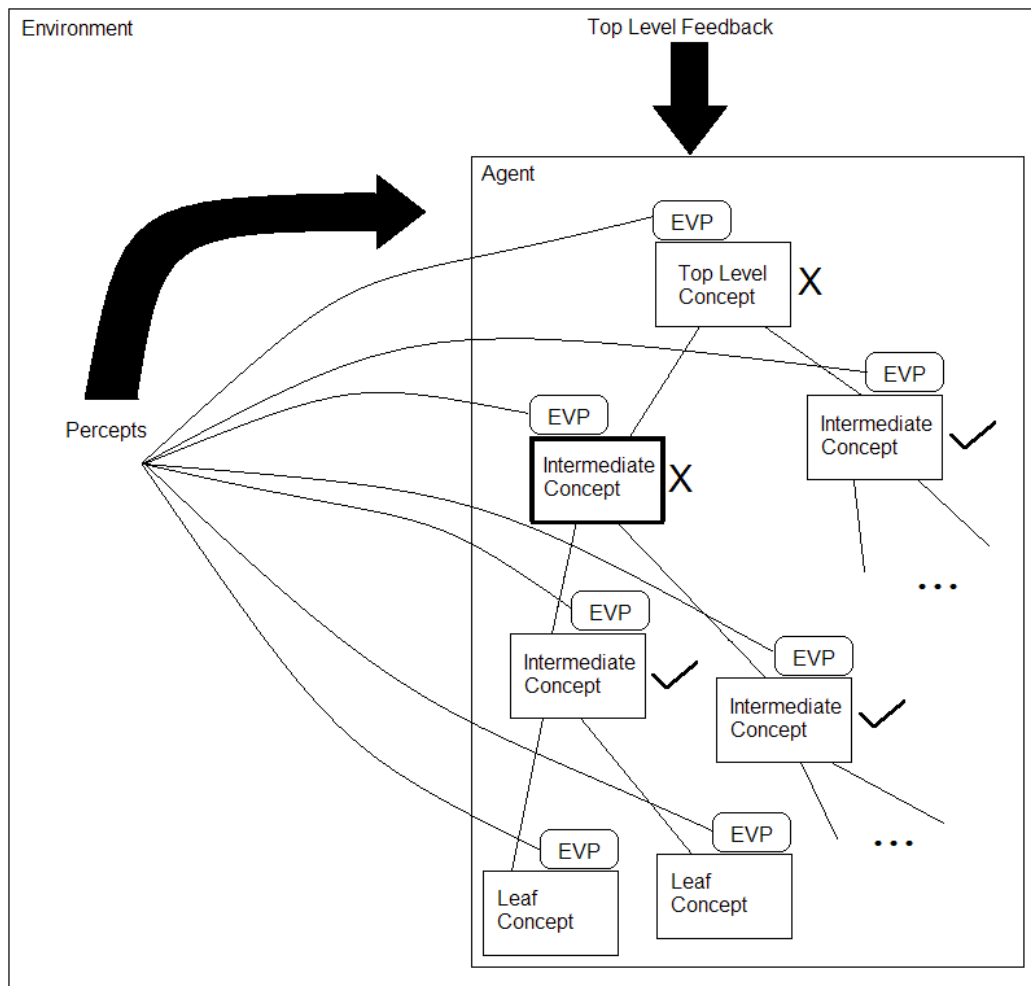 Environment
Top Level Feedback
Agent
EVP
Top Level
Concept
X
EVP
Percepts
EVP
Intermediate
Concept
Intermediate
Concept
X
...
EVP
EVP
Intermediate
Concept
Intermediate
Concept
EVP
...
EVP
Leaf
Concept
Leaf
Concept